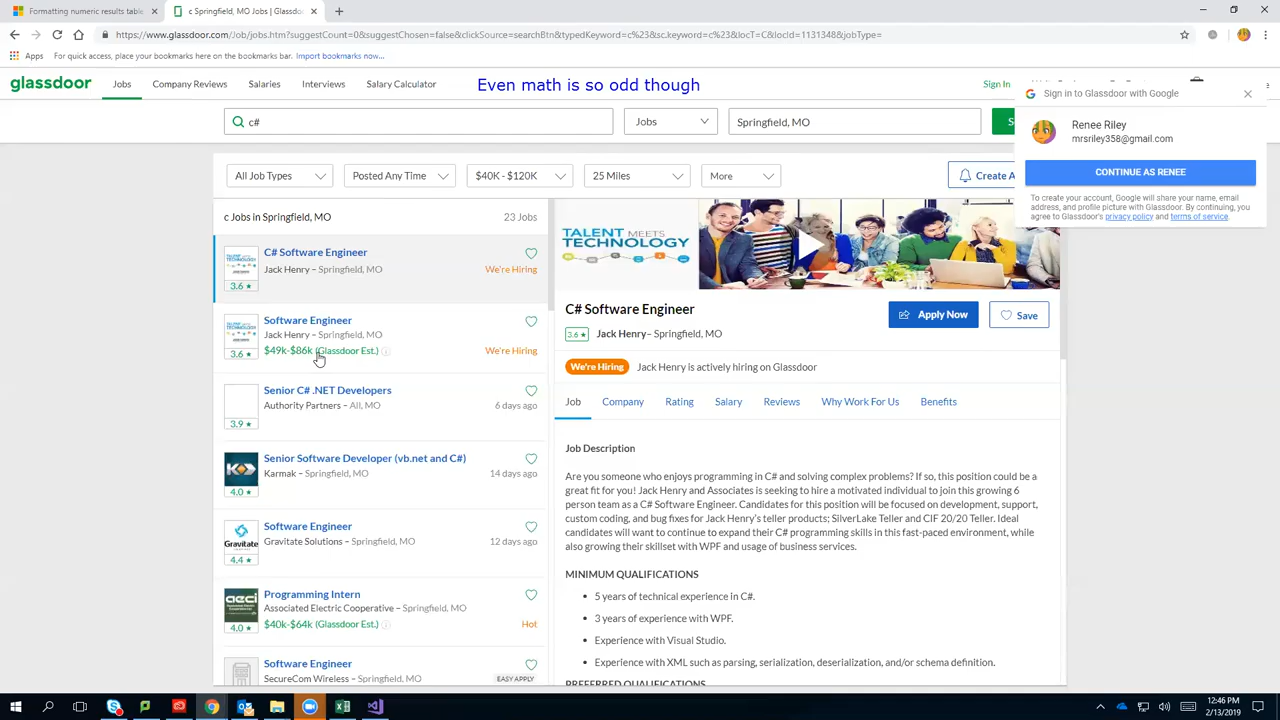 Formatting numeric results table
c Springfield, MO Jobs | Glassdoo
https://www.glassdoor.com/Job/jobs.htm?suggestCount=0&suggestChosen=false&clickSource=searchBtn&typedKeyword=c%23&sc.keyword=c%23&locT=C&locId=1131348&jobType=
Apps For quick access, place your bookmarks here on the bookmarks bar. Import bookmarks now...
glassdoor Jobs Company Reviews Salaries Interviews Salary Calculator Even math is so odd though Sign In
Sign in to Glassdoor with Google
Renee Riley
mrsriley358@gmail.com
CONTINUE AS RENEE
To create your account, Google will share your name, email
address, and profile picture with Glassdoor. By continuing, you
agree to Glassdoor's privacy policy and terms of service.
c# Jobs Springfield, MO S
All Job Types Posted Any Time $40K - $120K 25 Miles More Create A
c Jobs in Springfield, MO 23 Jobs
C# Software Engineer
Jack Henry – Springfield, MO We're Hiring
3.6 ★
Software Engineer
Jack Henry – Springfield, MO
$49k-$86k (Glassdoor Est.) We're Hiring
3.6 ★
Senior C# .NET Developers
Authority Partners – All, MO 6 days ago
3.9 ★
Senior Software Developer (vb.net and C#)
Karmak – Springfield, MO 14 days ago
4.0 ★
Software Engineer
Gravitate Solutions – Springfield, MO 12 days ago
Gravitate
4.4 ★
Programming Intern
Associated Electric Cooperative – Springfield, MO
aeci
$40k-$64k (Glassdoor Est.) Hot
4.0 ★
Software Engineer
SecureCom Wireless – Springfield, MO EASY APPLY
TALENT MEETS
TECHNOLOGY
C# Software Engineer Apply Now Save
3.6 ★ Jack Henry– Springfield, MO
We're Hiring Jack Henry is actively hiring on Glassdoor
Job Company Rating Salary Reviews Why Work For Us Benefits
Job Description
Are you someone who enjoys programming in C# and solving complex problems? If so, this position could be a
great fit for you! Jack Henry and Associates is seeking to hire a motivated individual to join this growing 6
person team as a C# Software Engineer. Candidates for this position will be focused on development, support,
custom coding, and bug fixes for Jack Henry's teller products; SilverLake Teller and CIF 20/20 Teller. Ideal
candidates will want to continue to expand their C# programming skills in this fast-paced environment, while
also growing their skillset with WPF and usage of business services.
MINIMUM QUALIFICATIONS
• 5 years of technical experience in C#.
• 3 years of experience with WPF.
• Experience with Visual Studio.
• Experience with XML such as parsing, serialization, deserialization, and/or schema definition.
PREFERRED QUALIFICATIONS
12:46 PM
2/13/2019